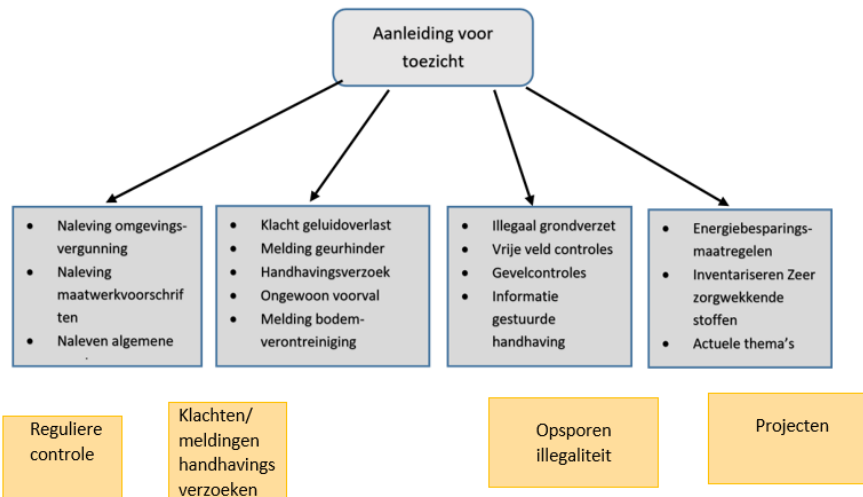 Aanleiding voor
toezicht
• Naleving omgevings-
vergunning
• Naleving
maatwerkvoorschrif
ten
• Naleven algemene
• Klacht geluidoverlast
• Melding geurhinder
• Handhavingsverzoek
• Ongewoon voorval
• Melding bodem-
verontreiniging
• Illegaal grondverzet
• Vrije veld controles
• Gevelcontroles
• Informatie
gestuurde
handhaving
• Energiebesparings-
maatregelen
• Inventariseren Zeer
zorgwekkende
stoffen
• Actuele thema's
Reguliere
controle
Klachten/
meldingen
handhavings
verzoeken
Opsporen
illegaliteit
Projecten